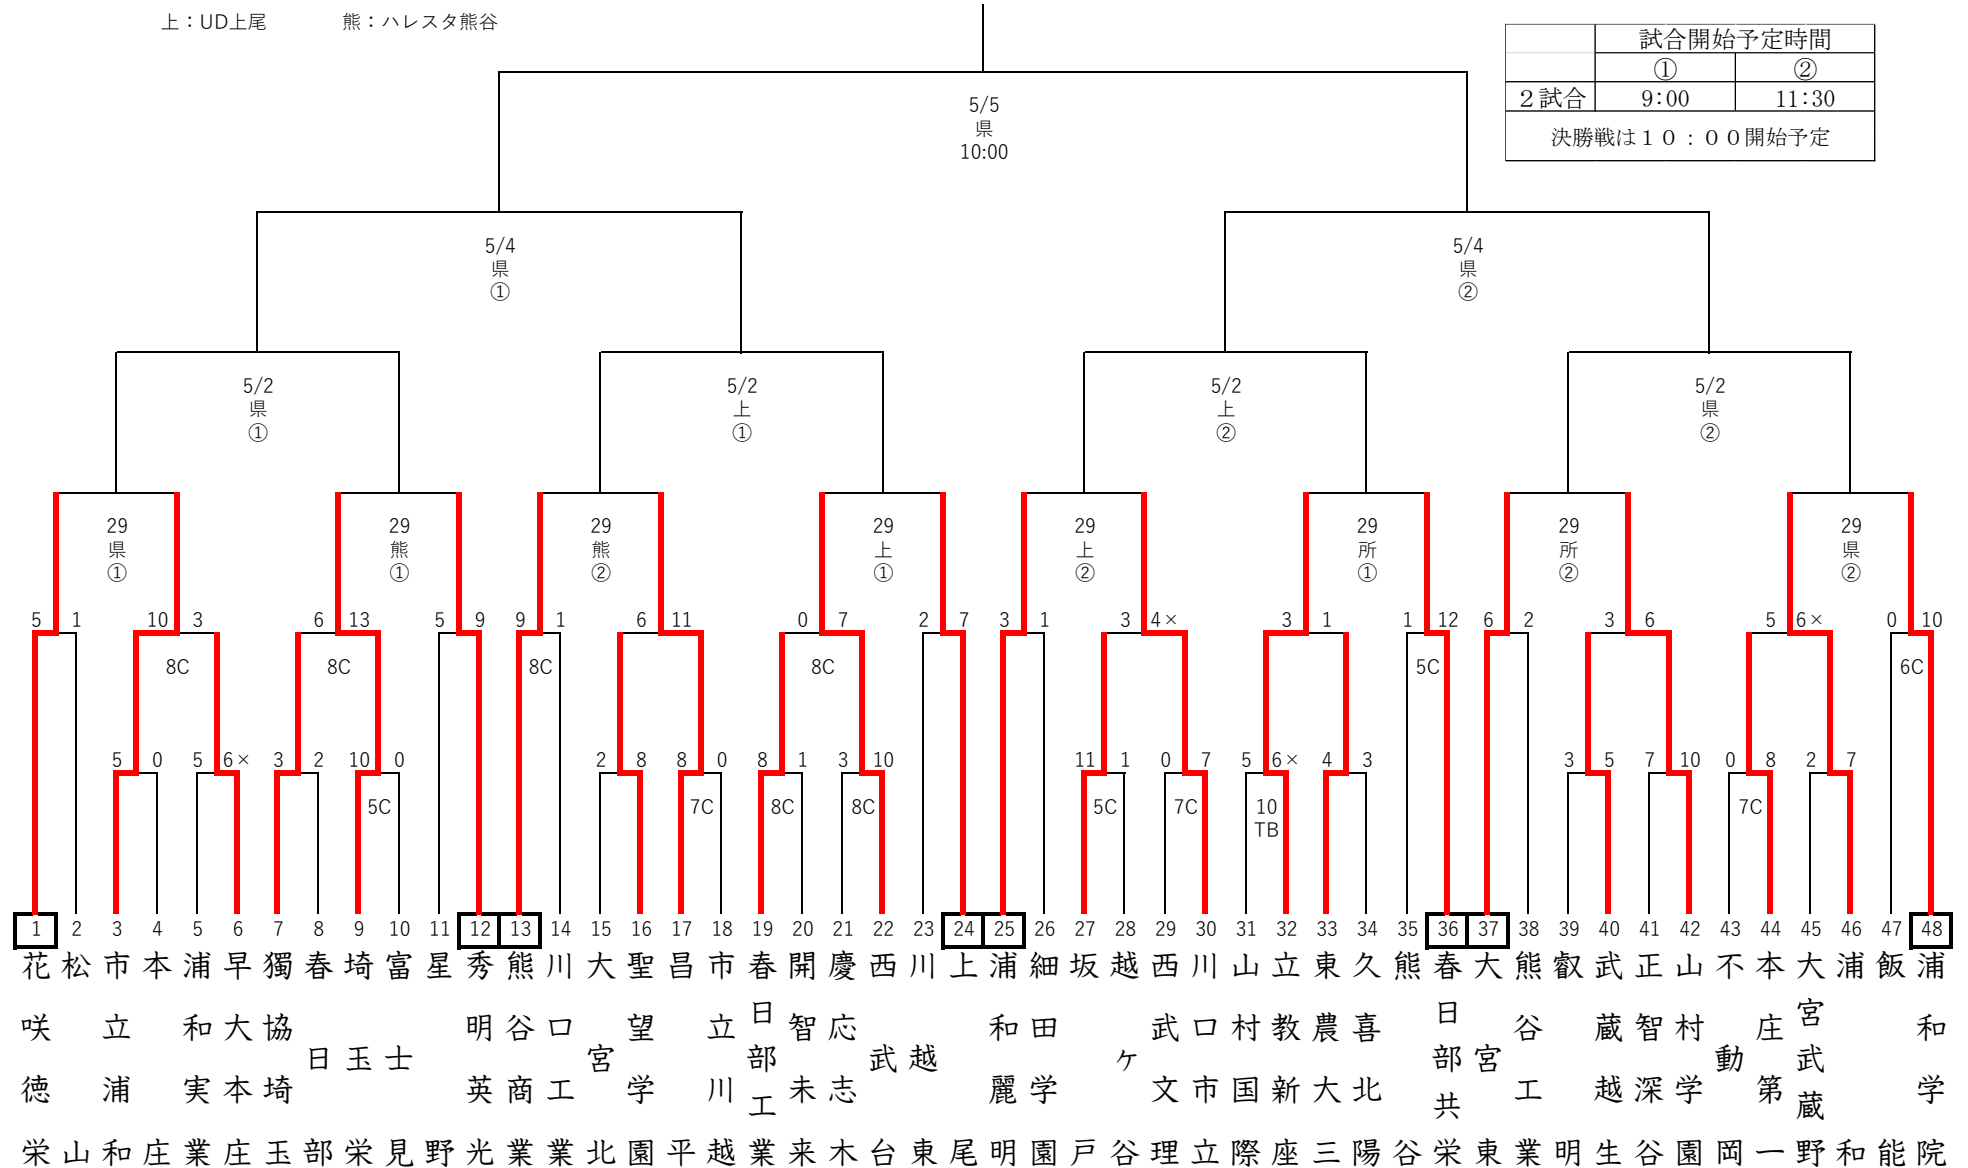 上：UD上尾　熊：ハレスタ熊谷
試合開始予定時間
① ②
２試合 9:00 11:30
決勝戦は１０：００開始予定
5/5
県
10:00
5/4
県
①
5/4
県
②
5/2
県
①
5/2
上
①
5/2
上
②
5/2
県
②
29
県
①
29
熊
①
29
熊
②
29
上
①
29
上
②
29
所
①
29
所
②
29
県
②
5 1 10 3 6 13 5 9 9 1 6 11 0 7 2 7 3 1 3 4× 3 1 1 12 6 2 3 6 5 6× 0 10
8C 8C 8C 8C 5C 6C
5 0 5 6× 3 2 10 0 2 8 8 0 8 1 3 10 11 1 0 7 5 6× 4 3 3 5 7 10 0 8 2 7
5C 7C 8C 8C 5C 7C 10 7C
TB
1 2 3 4 5 6 7 8 9 10 11 12 13 14 15 16 17 18 19 20 21 22 23 24 25 26 27 28 29 30 31 32 33 34 35 36 37 38 39 40 41 42 43 44 45 46 47 48
花咲徳栄
松山
市立浦和
本庄
浦和実業
早大本庄
獨協埼玉
春日部
埼玉栄
富士見
星野
秀明英光
熊谷商業
川口工業
大宮北
聖望学園
昌平
市立川越
春日部工業
開智未来
慶応志木
西武台
川越東
上尾
浦和麗明
細田学園
坂戸
越ケ谷
西武文理
川口市立
山村国際
立教新座
東農大三
久喜北陽
熊谷
春日部共栄
大宮東
熊谷工業
叡明
武蔵越生
正智深谷
山村学園
不動岡
本庄第一
大宮武蔵野
浦和
飯能
浦和学院